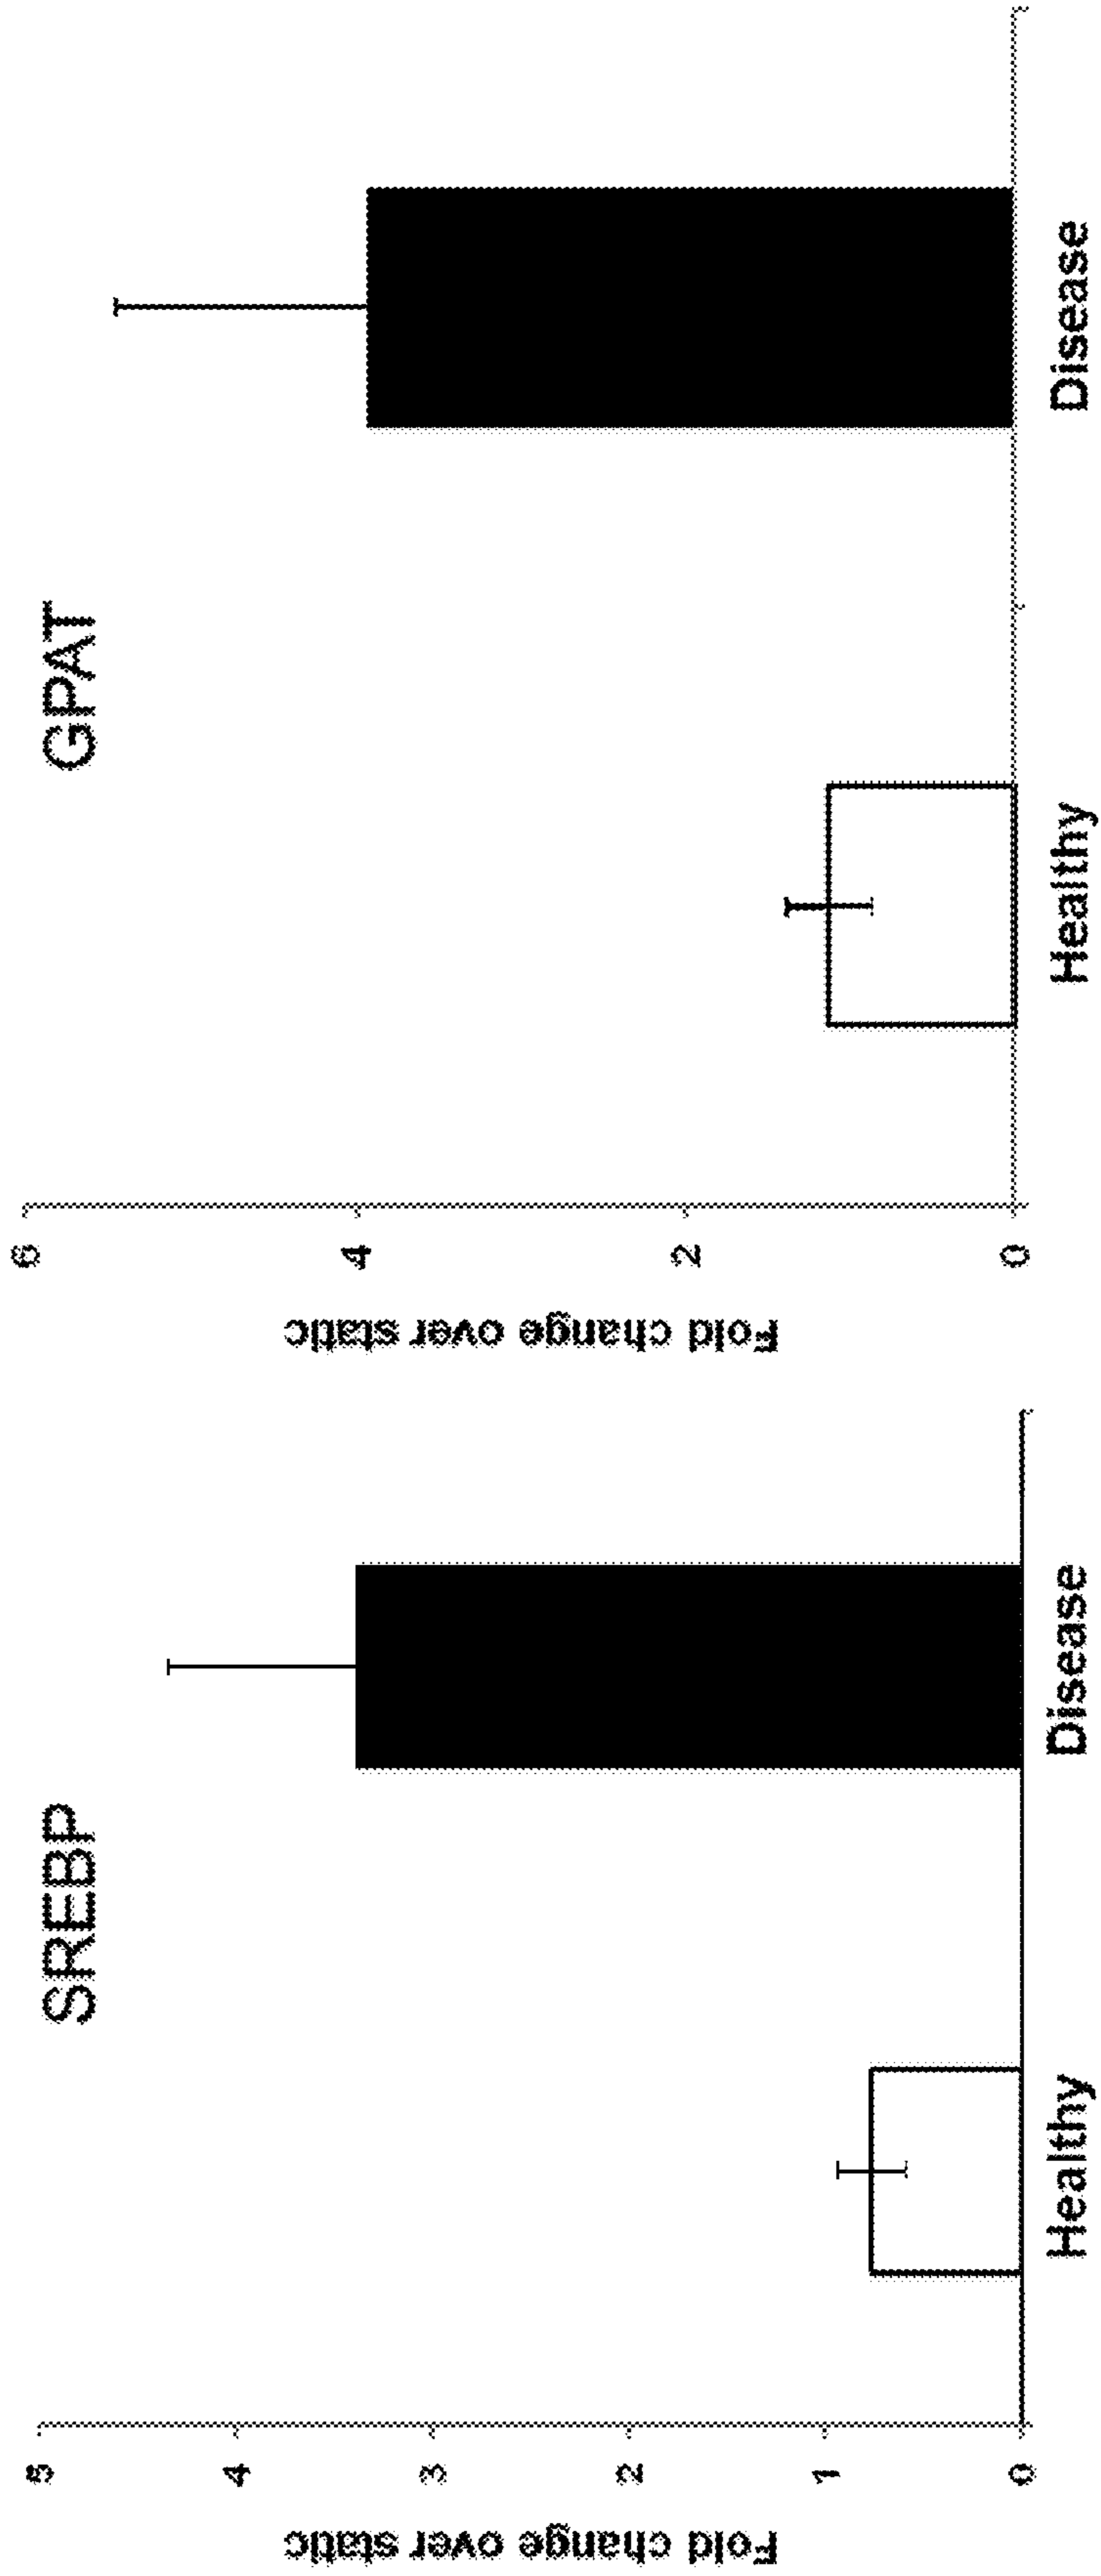 SREBP
Fold change over static
5
4
3
2
1
0
Healthy
Disease
GPAT
Fold change over static
6
4
2
0
Healthy
Disease